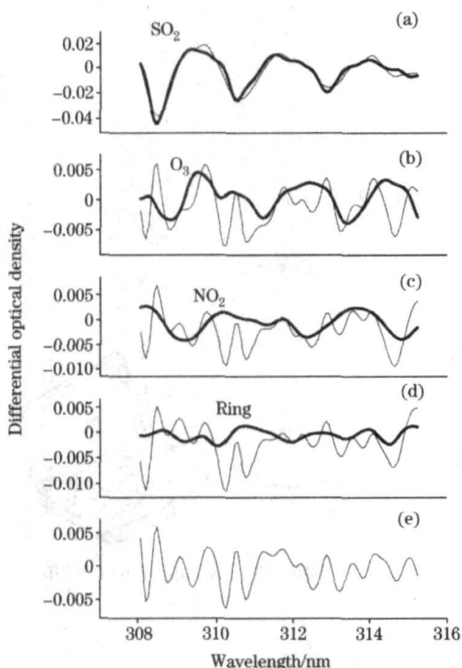 (a)
SO2
0.02
0
−0.02
−0.04
(b)
O3
0.005
0
−0.005
(c)
NO2
0.005
0
−0.005
−0.010
(d)
Ring
0.005
0
−0.005
−0.010
(e)
0.005
0
−0.005
308 310 312 314 316
Wavelength/nm
Differential optical density